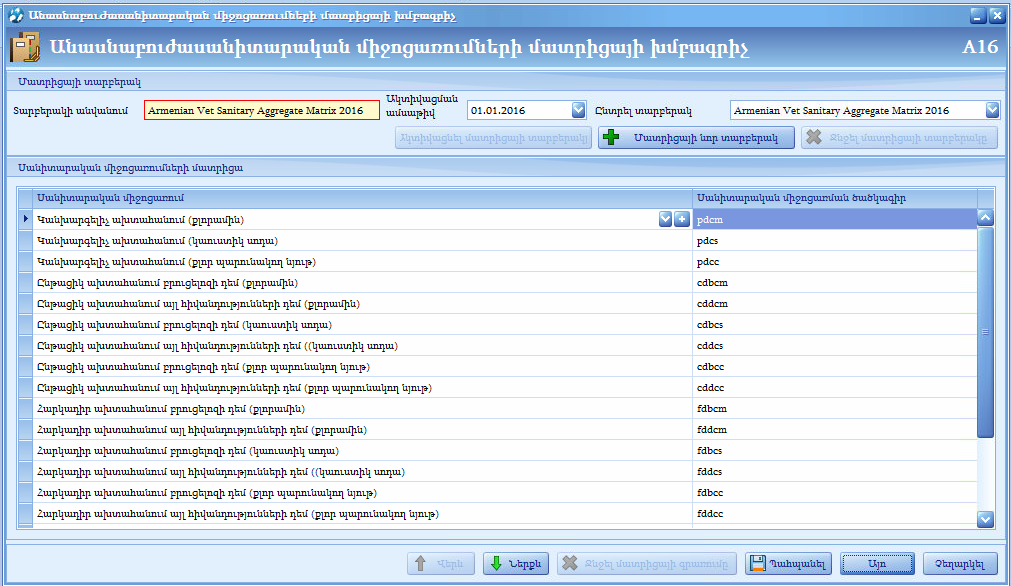 Անասնաբուժասանիտարական միջոցառումների մատրիցայի խմբագրիչ
Անասնաբուժասանիտարական միջոցառումների մատրիցայի խմբագրիչ A16
Մատրիցայի տարբերակ
Տարբերակի անվանում Armenian Vet Sanitary Aggregate Matrix 2016 Ակտիվացման ամսաթիվ 01.01.2016 Ընտրել տարբերակ Armenian Vet Sanitary Aggregate Matrix 2016
Ակտիվացնել մատրիցայի տարբերակը Մատրիցայի նոր տարբերակ Ջնջել մատրիցայի տարբերակը
Սանիտարական միջոցառումների մատրիցա
Սանիտարական միջոցառում Սանիտարական միջոցառման ծածկագիր
Կանխարգելիչ ախտահանում (քլորամին) pdcm
Կանխարգելիչ ախտահանում (կաուստիկ սոդա) pdcs
Կանխարգելիչ ախտահանում (քլոր պարունակող նյութ) pdcc
Ընթացիկ ախտահանում բրուցելոզի դեմ (քլորամին) cdbcm
Ընթացիկ ախտահանում այլ հիվանդությունների դեմ (քլորամին) cddcm
Ընթացիկ ախտահանում բրուցելոզի դեմ (կաուստիկ սոդա) cdbcs
Ընթացիկ ախտահանում այլ հիվանդությունների դեմ ((կաուստիկ սոդա) cddcs
Ընթացիկ ախտահանում բրուցելոզի դեմ (քլոր պարունակող նյութ) cdbcc
Ընթացիկ ախտահանում այլ հիվանդությունների դեմ (քլոր պարունակող նյութ) cddcc
Հարկադիր ախտահանում բրուցելոզի դեմ (քլորամին) fdbcm
Հարկադիր ախտահանում այլ հիվանդությունների դեմ (քլորամին) fddcm
Հարկադիր ախտահանում բրուցելոզի դեմ (կաուստիկ սոդա) fdbcs
Հարկադիր ախտահանում այլ հիվանդությունների դեմ ((կաուստիկ սոդա) fddcs
Հարկադիր ախտահանում բրուցելոզի դեմ (քլոր պարունակող նյութ) fdbcc
Հարկադիր ախտահանում այլ հիվանդությունների դեմ (քլոր պարունակող նյութ) fddcc
Վերև Ներքև Ջնջել մատրիցայի գրառումը Պահպանել Այո Չեղարկել